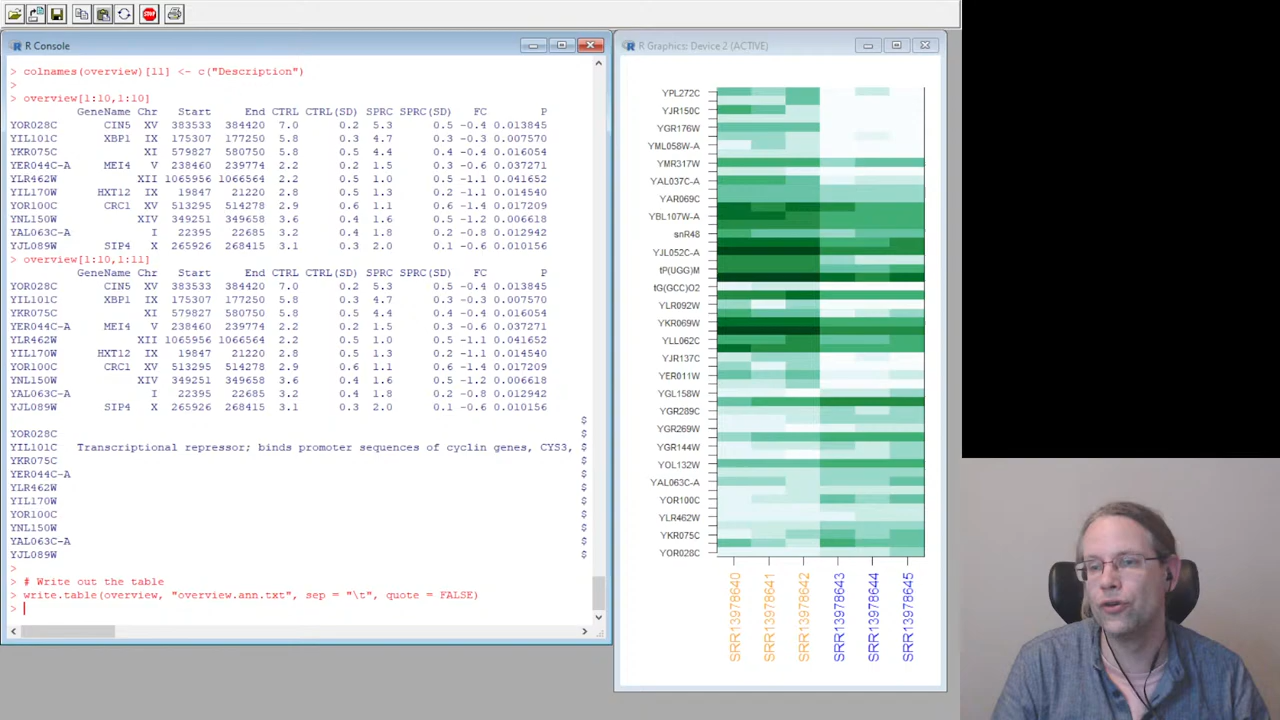 STOP
R Console
> colnames(overview)[11] <- c("Description")
>
> overview[1:10,1:10]
GeneName Chr Start End CTRL CTRL(SD) SPRC SPRC(SD) FC P
YOR028C CIN5 XV 383533 384420 7.0 0.2 5.3 0.5 -0.4 0.013845
YIL101C XBP1 IX 175307 177250 5.8 0.3 4.7 0.3 -0.3 0.007570
YKR075C XI 579827 580750 5.8 0.5 4.4 0.4 -0.4 0.016054
YER044C-A MEI4 V 238460 239774 2.2 0.2 1.5 0.3 -0.6 0.037271
YLR462W XII 1065956 1066564 2.2 0.5 1.0 0.5 -1.1 0.041652
YIL170W HXT12 IX 19847 21220 2.8 0.5 1.3 0.2 -1.1 0.014540
YOR100C CRC1 XV 513295 514278 2.9 0.6 1.1 0.6 -1.4 0.017209
YNL150W XIV 349251 349658 3.6 0.4 1.6 0.5 -1.2 0.006618
YAL063C-A I 22395 22685 3.2 0.4 1.8 0.2 -0.8 0.012942
YJL089W SIP4 X 265926 268415 3.1 0.3 2.0 0.1 -0.6 0.010156
> overview[1:10,1:11]
GeneName Chr Start End CTRL CTRL(SD) SPRC SPRC(SD) FC P
YOR028C CIN5 XV 383533 384420 7.0 0.2 5.3 0.5 -0.4 0.013845
YIL101C XBP1 IX 175307 177250 5.8 0.3 4.7 0.3 -0.3 0.007570
YKR075C XI 579827 580750 5.8 0.5 4.4 0.4 -0.4 0.016054
YER044C-A MEI4 V 238460 239774 2.2 0.2 1.5 0.3 -0.6 0.037271
YLR462W XII 1065956 1066564 2.2 0.5 1.0 0.5 -1.1 0.041652
YIL170W HXT12 IX 19847 21220 2.8 0.5 1.3 0.2 -1.1 0.014540
YOR100C CRC1 XV 513295 514278 2.9 0.6 1.1 0.6 -1.4 0.017209
YNL150W XIV 349251 349658 3.6 0.4 1.6 0.5 -1.2 0.006618
YAL063C-A I 22395 22685 3.2 0.4 1.8 0.2 -0.8 0.012942
YJL089W SIP4 X 265926 268415 3.1 0.3 2.0 0.1 -0.6 0.010156
$
YOR028C $
YIL101C Transcriptional repressor; binds promoter sequences of cyclin genes, CYS3, $
YKR075C $
YER044C-A $
YLR462W $
YIL170W $
YOR100C $
YNL150W $
YAL063C-A $
YJL089W $
>
> # Write out the table
> write.table(overview, "overview.ann.txt", sep = "\t", quote = FALSE)
>
R Graphics: Device 2 (ACTIVE)
YPL272C
YJR150C
YGR176W
YML058W-A
YMR317W
YAL037C-A
YAR069C
YBL107W-A
snR48
YJL052C-A
tP(UGG)M
tG(GCC)O2
YLR092W
YKR069W
YLL062C
YJR137C
YER011W
YGL158W
YGR289C
YGR269W
YGR144W
YOL132W
YAL063C-A
YOR100C
YLR462W
YKR075C
YOR028C
SRR13978640
SRR13978641
SRR13978642
SRR13978643
SRR13978644
SRR13978645